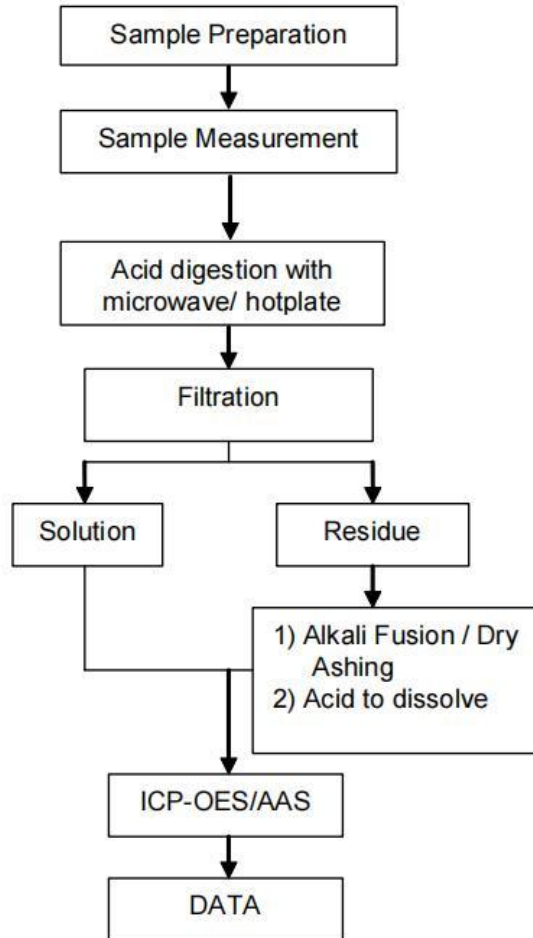 Sample Preparation
Sample Measurement
Acid digestion with
microwave/ hotplate
Filtration
Solution
Residue
1) Alkali Fusion / Dry
Ashing
2) Acid to dissolve
ICP-OES/AAS
DATA